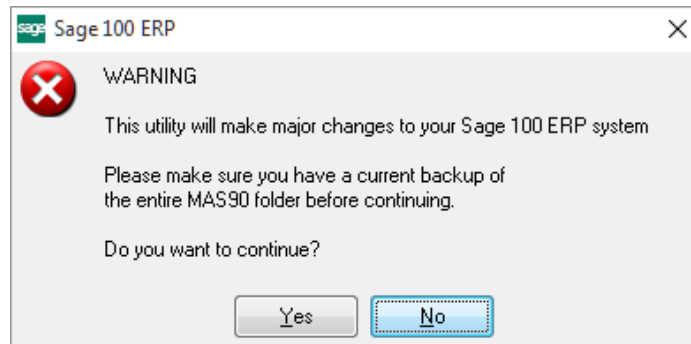 sage Sage 100 ERP
WARNING
This utility will make major changes to your Sage 100 ERP system
Please make sure you have a current backup of
the entire MAS90 folder before continuing.
Do you want to continue?
Yes No